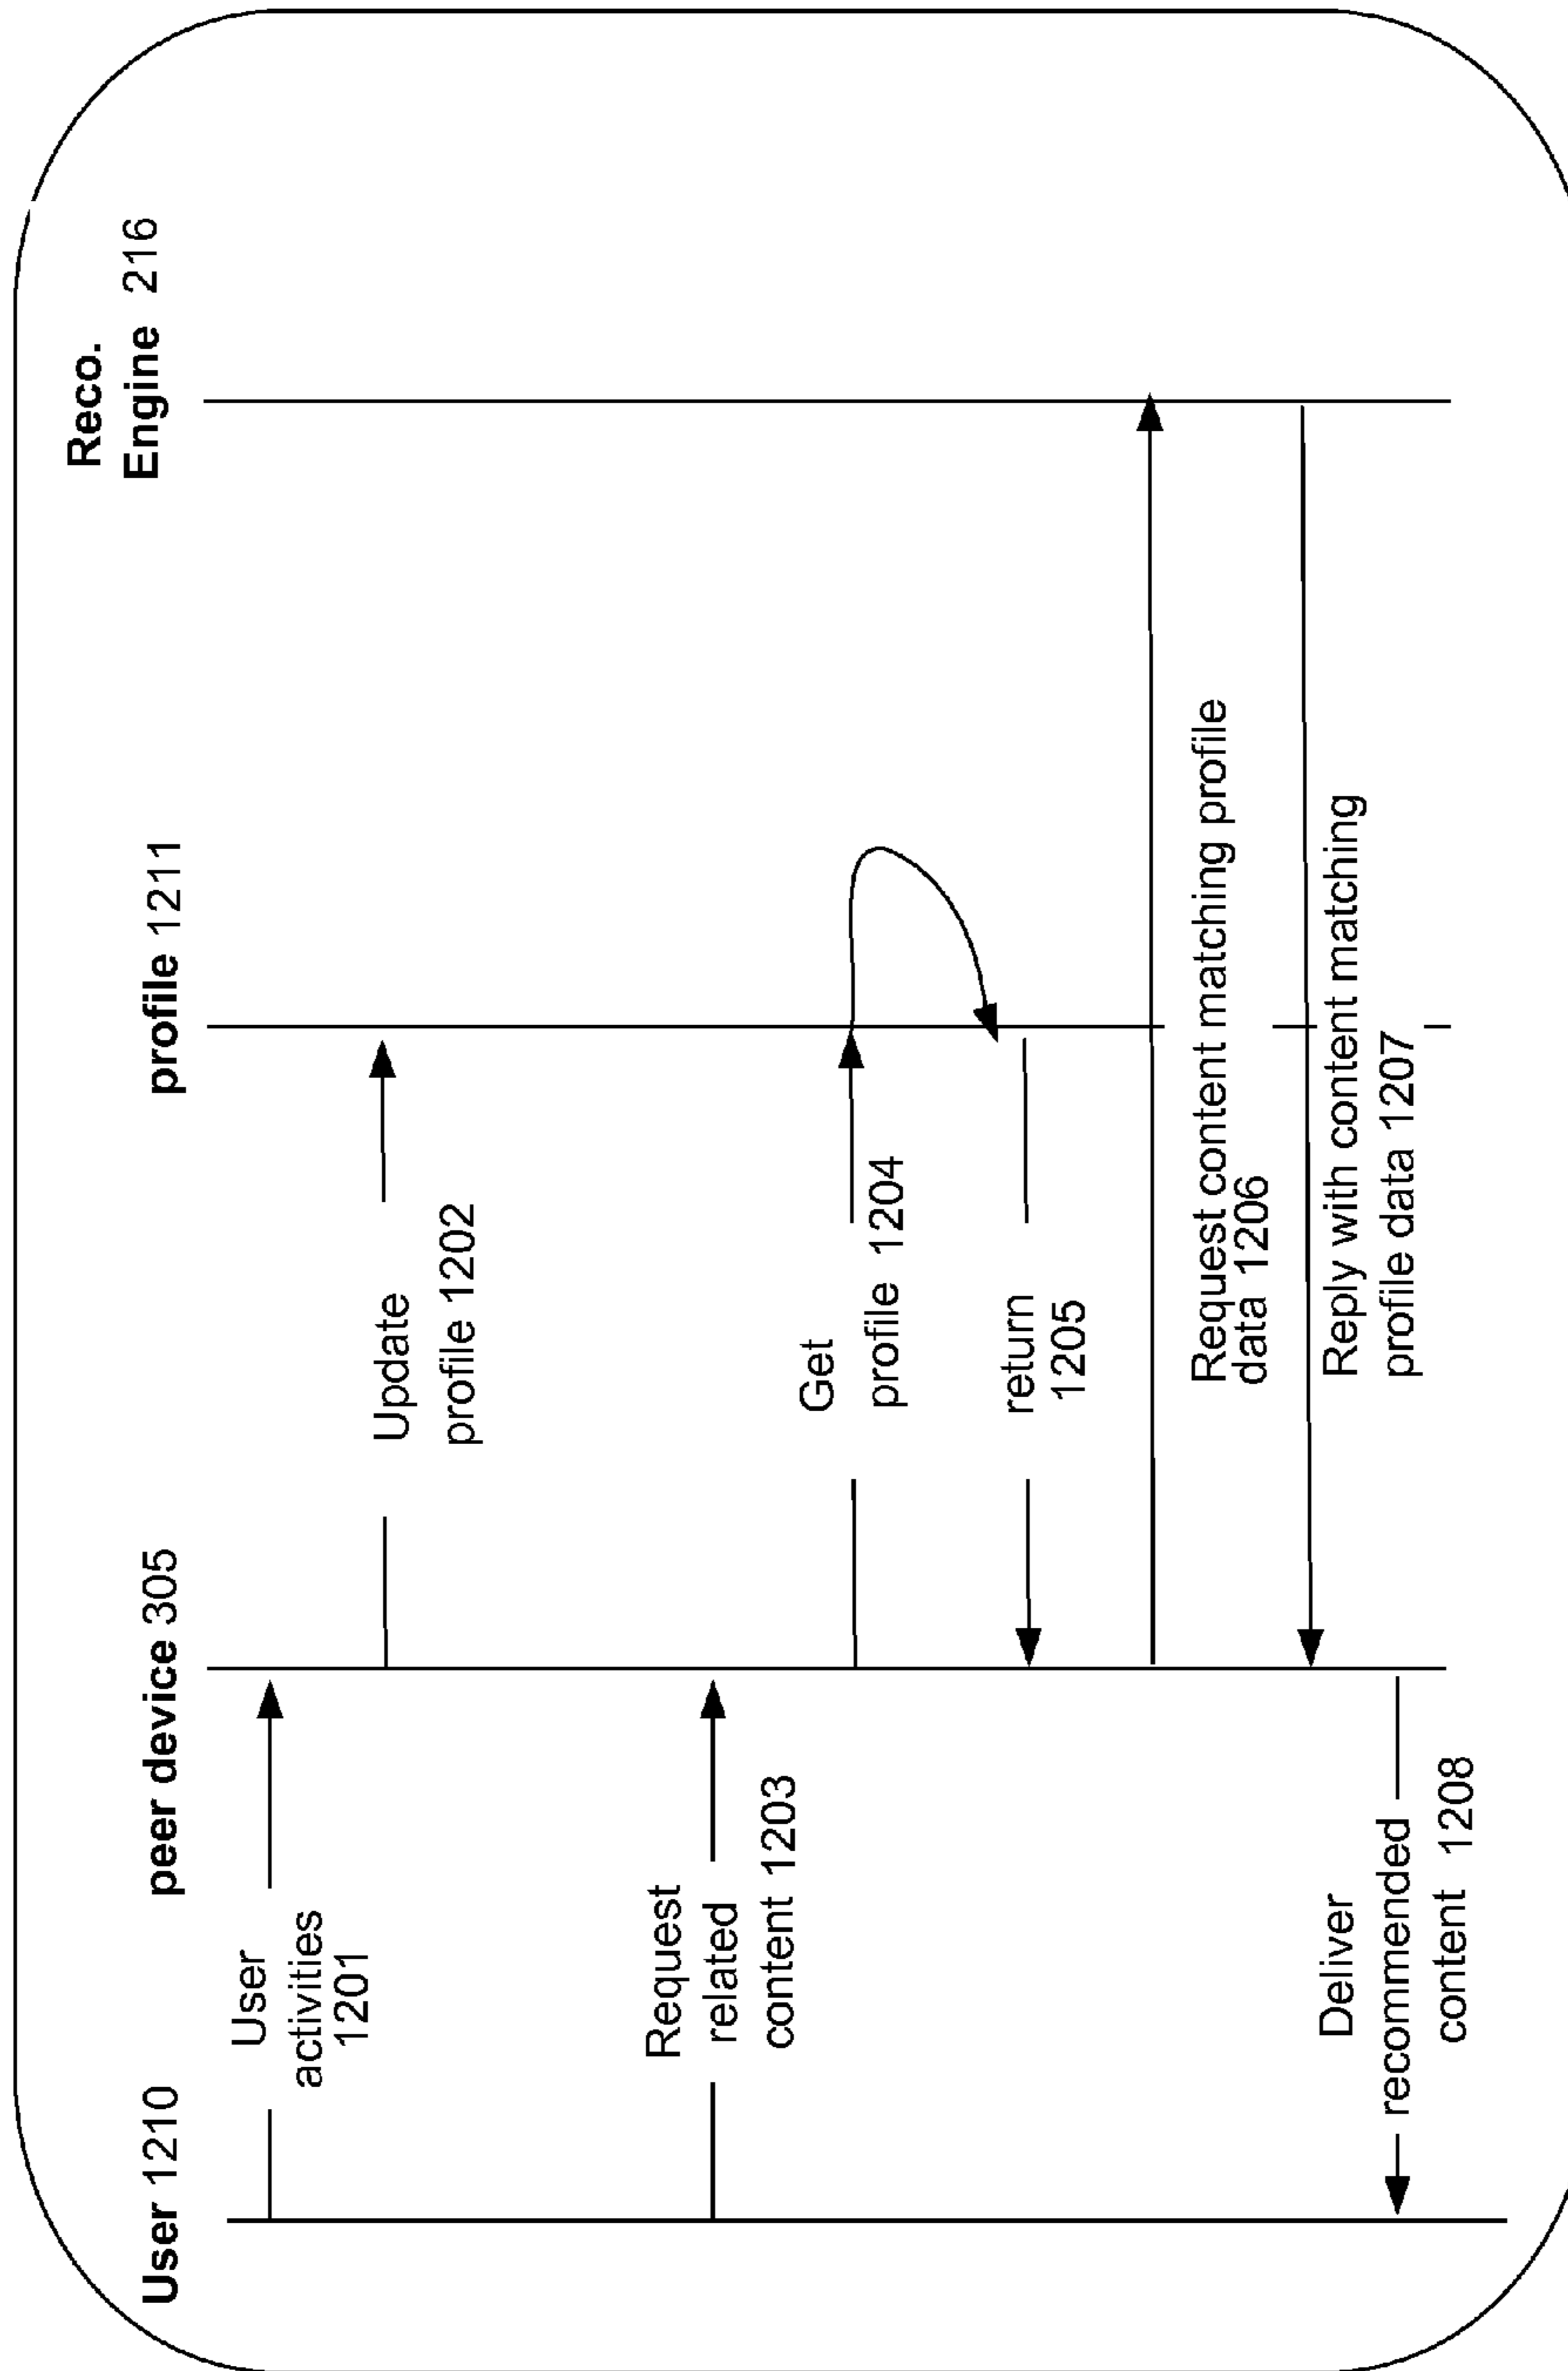 User 1210
peer device 305
profile 1211
Reco.
Engine 216
User
activities
1201
Update
profile 1202
Request
related
content 1203
Get
profile 1204
return
1205
Request content matching profile
data 1206
Reply with content matching
profile data 1207
Deliver
recommended
content 1208